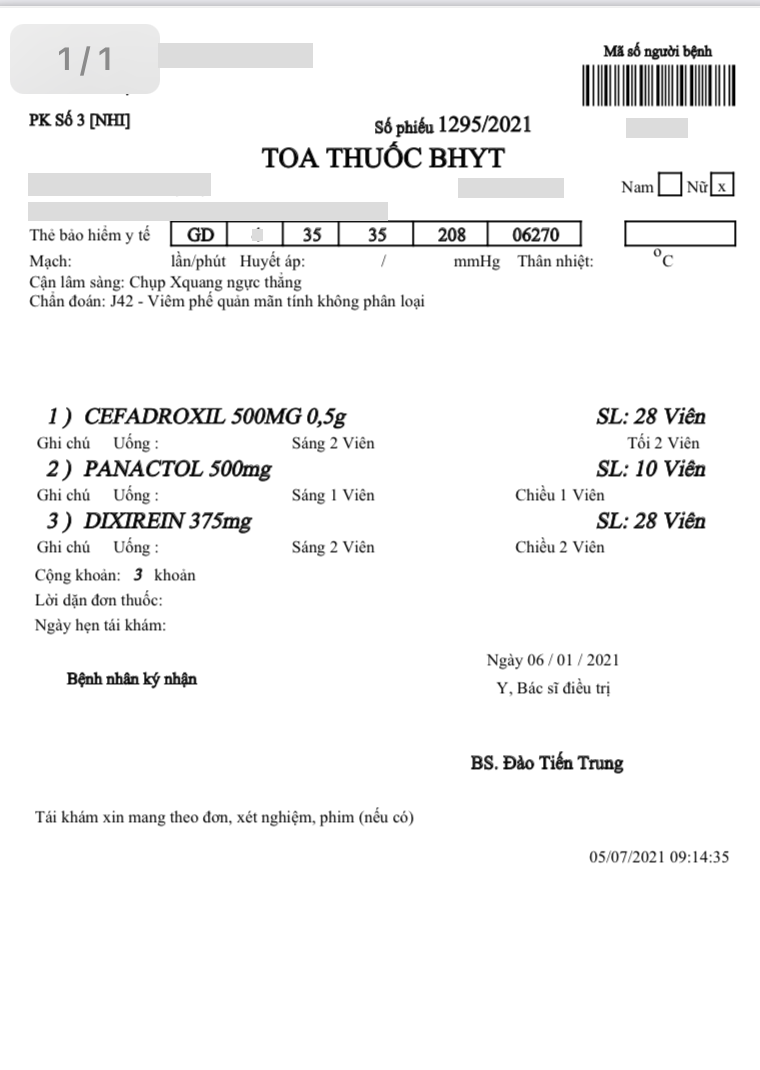 1/1
Mã số người bệnh
PK Số 3 [NHI]
Số phiếu 1295/2021
TOA THUỐC BHYT
Nam Nữ x
Thẻ bảo hiểm y tế GD 35 35 208 06270
Mạch: lần/phút Huyết áp: / mmHg Thân nhiệt: °C
Cận lâm sàng: Chụp Xquang ngực thẳng
Chẩn đoán: J42 - Viêm phế quản mãn tính không phân loại
1 ) CEFADROXIL 500MG 0,5g SL: 28 Viên
Ghi chú Uống : Sáng 2 Viên Tối 2 Viên
2 ) PANACTOL 500mg SL: 10 Viên
Ghi chú Uống : Sáng 1 Viên Chiều 1 Viên
3 ) DIXIREIN 375mg SL: 28 Viên
Ghi chú Uống : Sáng 2 Viên Chiều 2 Viên
Cộng khoản: 3 khoản
Lời dặn đơn thuốc:
Ngày hẹn tái khám:
Ngày 06 / 01 / 2021
Bệnh nhân ký nhận
Y, Bác sĩ điều trị
BS. Đào Tiến Trung
Tái khám xin mang theo đơn, xét nghiệm, phim (nếu có)
05/07/2021 09:14:35